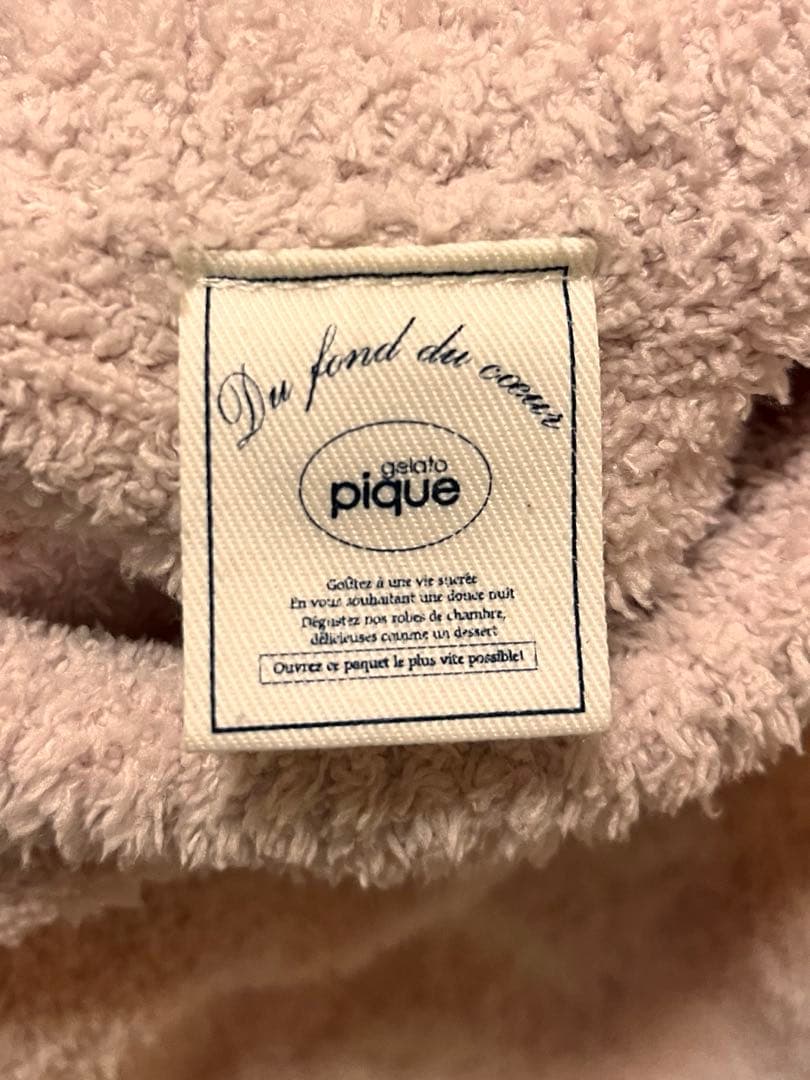 Du fond du cœur
gelato
pique
Goûtez à une vie sucrée
En vous souhaitant une douce nuit
Dégustez nos robes de chambre,
délicieuses comme un dessert
Ouvrez ce paquet le plus vite possible!